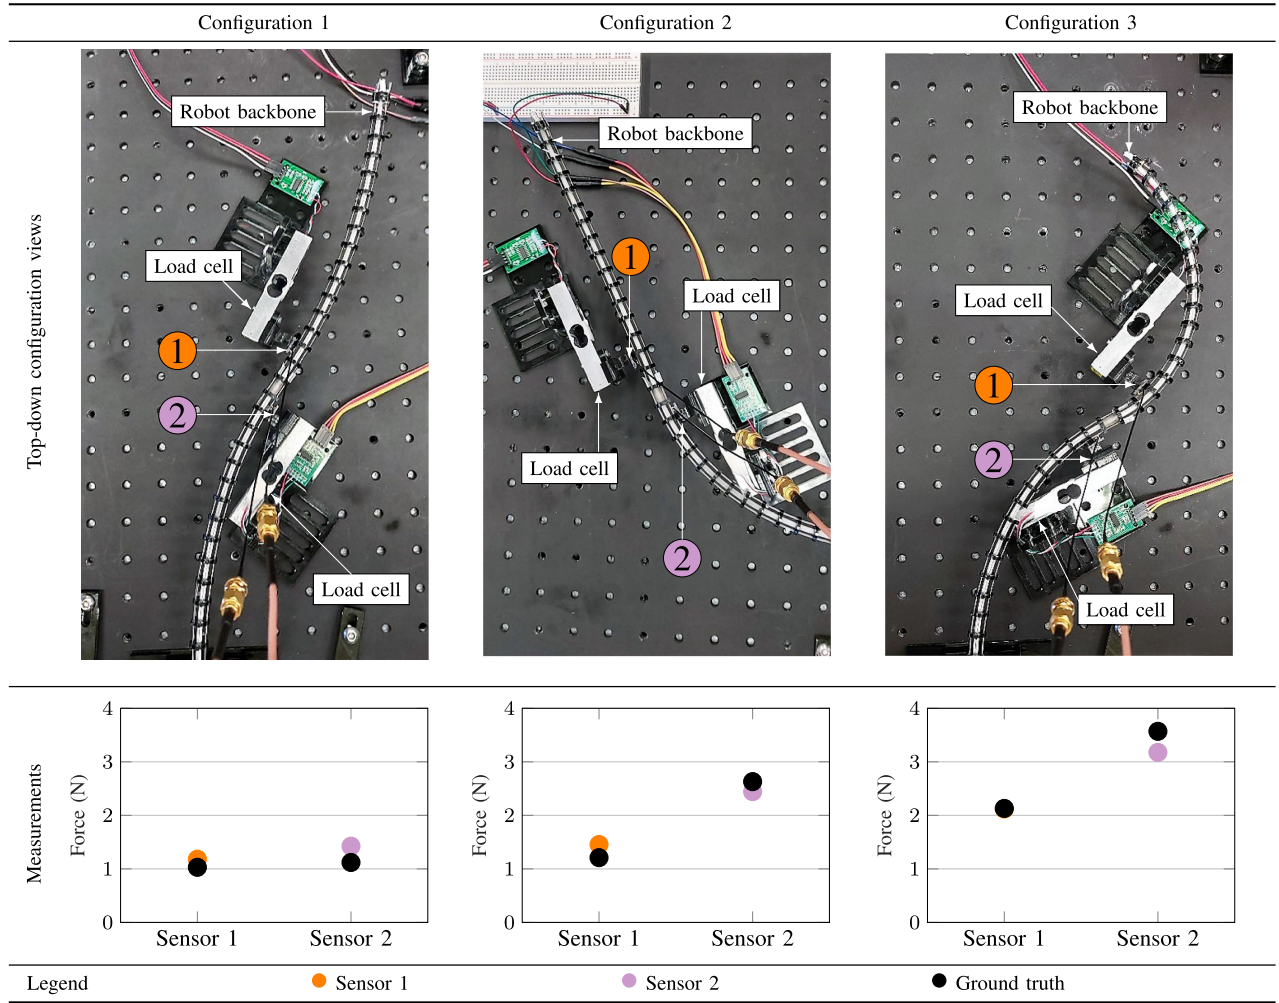 Configuration 1
Configuration 2
Configuration 3
Top-down configuration views
Robot backbone
Load cell
1
2
Load cell
Robot backbone
1
Load cell
Load cell
2
Robot backbone
Load cell
1
2
Load cell
Measurements
Force (N)
4
3
2
1
0
Sensor 1 Sensor 2
Force (N)
4
3
2
1
0
Sensor 1 Sensor 2
Force (N)
4
3
2
1
0
Sensor 1 Sensor 2
Legend Sensor 1 Sensor 2 Ground truth